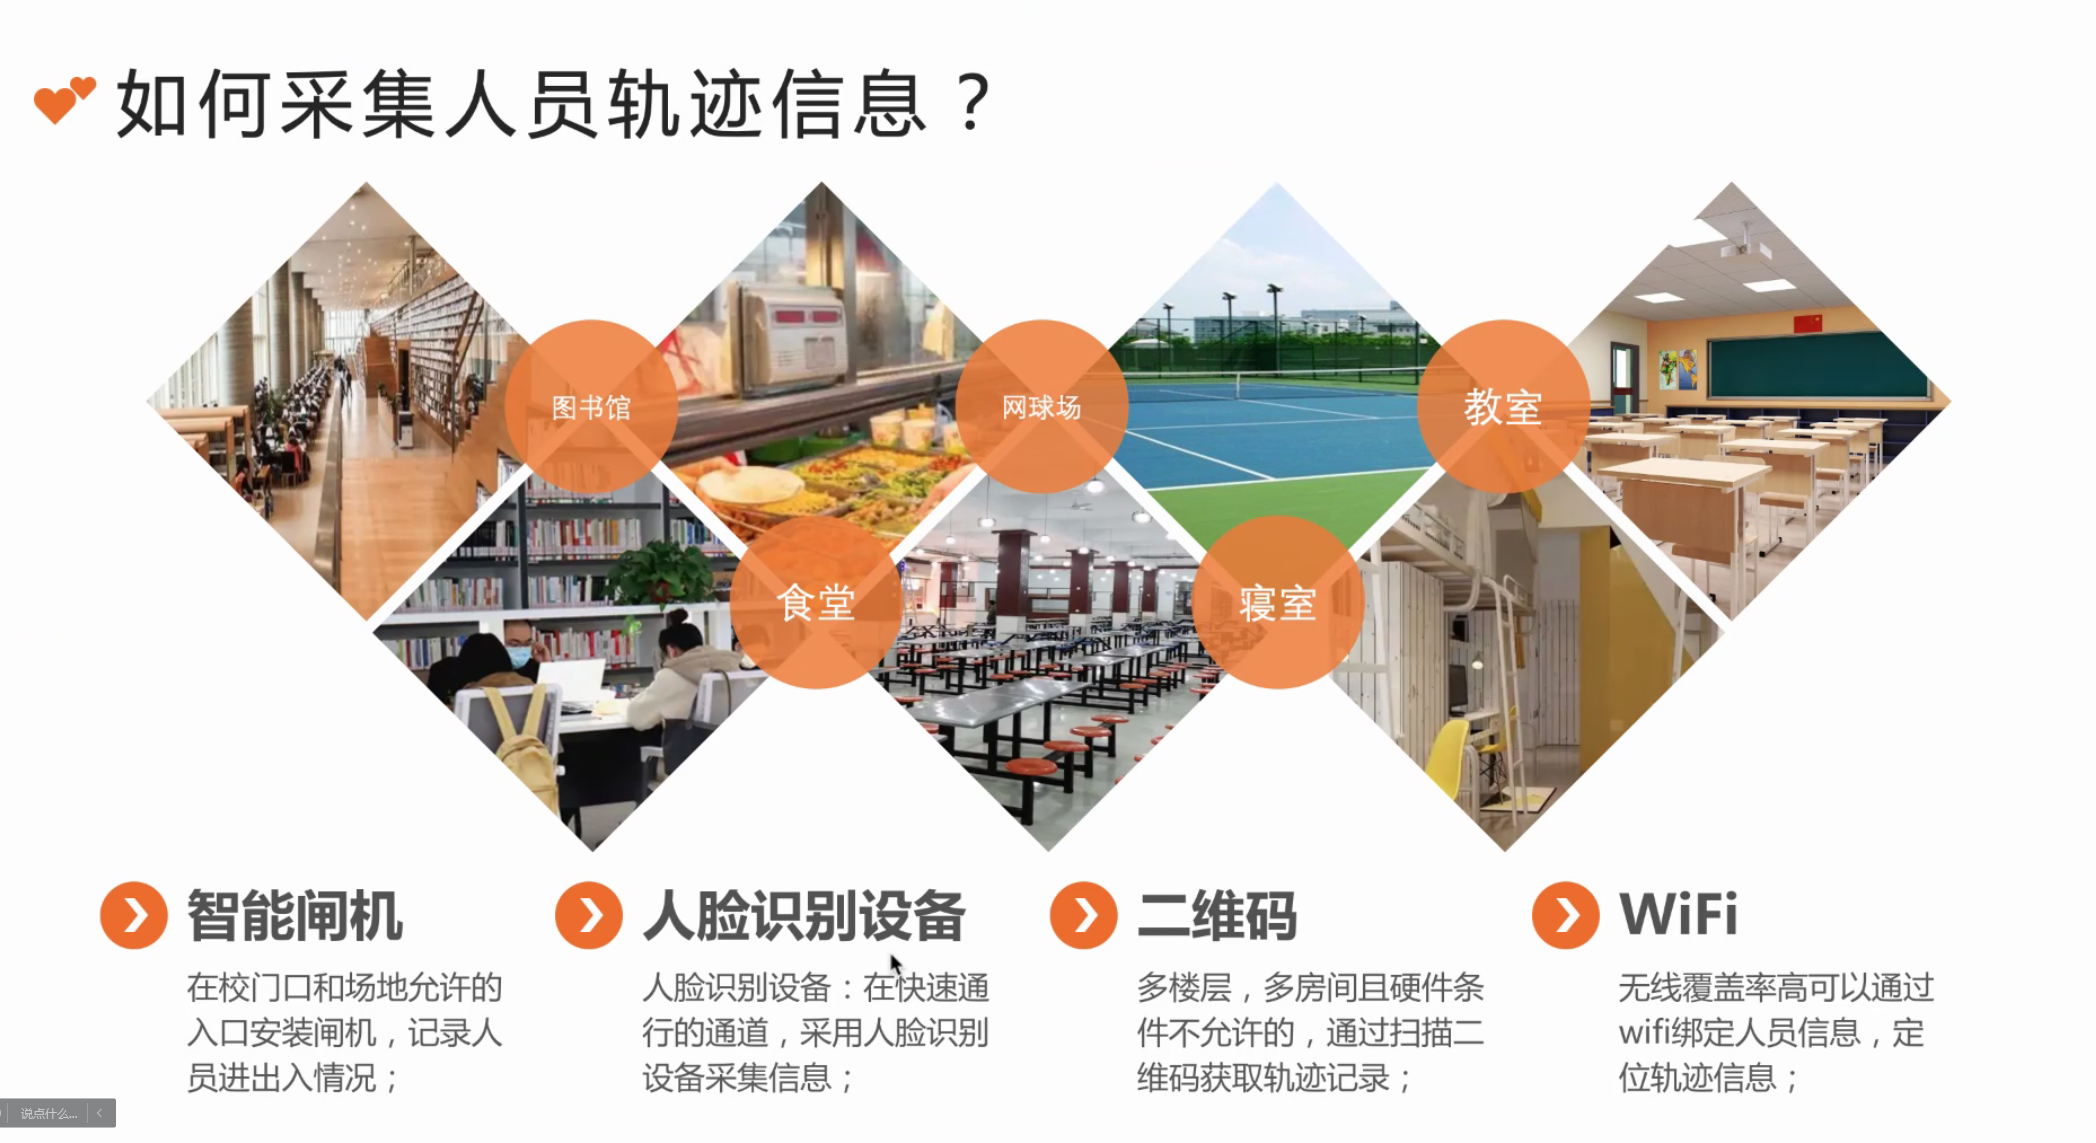 如何采集人员轨迹信息？
图书馆
网球场
教室
食堂
寝室
智能闸机
在校门口和场地允许的
入口安装闸机，记录人
员进出入情况；
人脸识别设备
人脸识别设备：在快速通
行的通道，采用人脸识别
设备采集信息；
二维码
多楼层，多房间且硬件条
件不允许的，通过扫描二
维码获取轨迹记录；
WiFi
无线覆盖率高可以通过
wifi绑定人员信息，定
位轨迹信息；
说点什么...